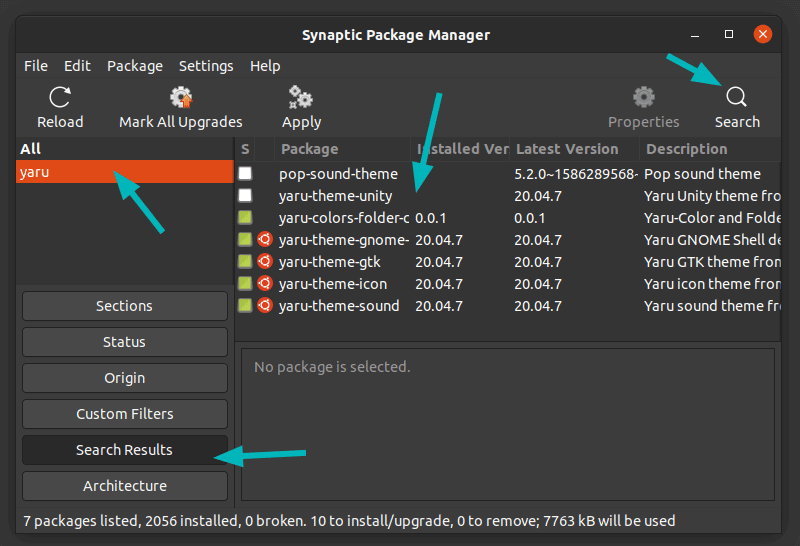 Synaptic Package Manager
File Edit Package Settings Help
Reload Mark All Upgrades Apply Properties Search
All
yaru
S Package Installed Ver Latest Version Description
pop-sound-theme 5.2.0~1586289568~ Pop sound theme
yaru-theme-unity 20.04.7 Yaru Unity theme fro
yaru-colors-folder-c 0.0.1 0.0.1 Yaru-Color and Folde
yaru-theme-gnome- 20.04.7 20.04.7 Yaru GNOME Shell de
yaru-theme-gtk 20.04.7 20.04.7 Yaru GTK theme from
yaru-theme-icon 20.04.7 20.04.7 Yaru icon theme from
yaru-theme-sound 20.04.7 20.04.7 Yaru sound theme fro
Sections
Status
Origin
Custom Filters
Search Results
Architecture
No package is selected.
7 packages listed, 2056 installed, 0 broken. 10 to install/upgrade, 0 to remove; 7763 kB will be used